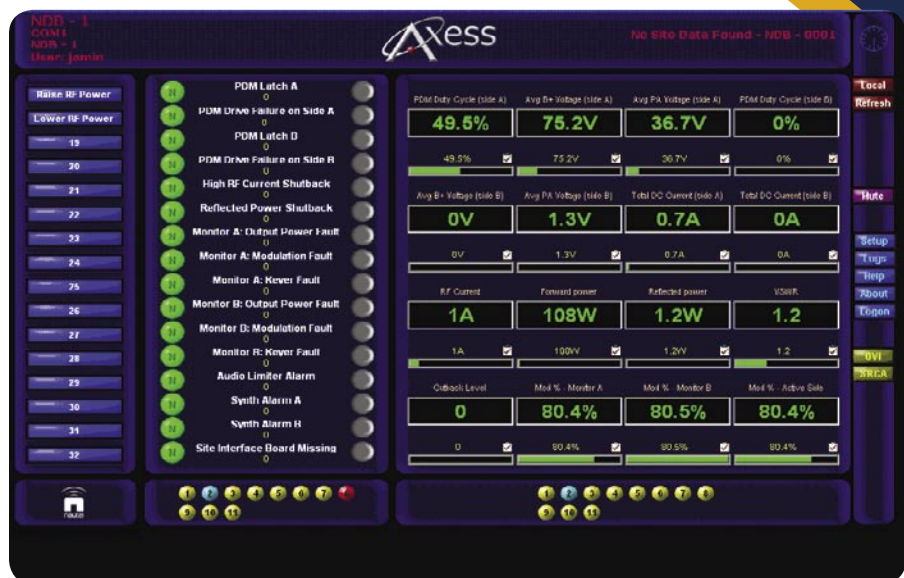 NDB - 1
COM1
NDB - 1
User: jamin
Axess
No Site Data Found - NDB - 0001
Raise RF Power
Lower RF Power
19
20
21
22
23
24
25
26
27
28
29
30
31
32
N PDM Latch A
0
N PDM Drive Failure on Side A
0
N PDM Latch B
0
N PDM Drive Failure on Side B
0
N High RF Current Shutback
0
N Reflected Power Shutback
0
N Monitor A: Output Power Fault
0
N Monitor A: Modulation Fault
0
N Monitor A: Keyer Fault
0
N Monitor B: Output Power Fault
0
N Monitor B: Modulation Fault
0
N Monitor B: Keyer Fault
0
N Audio Limiter Alarm
0
N Synth Alarm A
0
N Synth Alarm B
0
N Site Interface Board Missing
0
PDM Duty Cycle (side A) Avg B+ Voltage (side A) Avg PA Voltage (side A) PDM Duty Cycle (side B)
49.5% 75.2V 36.7V 0%
49.5% 75.2V 36.7V 0%
Avg B+ Voltage (side B) Avg PA Voltage (side B) Total DC Current (side A) Total DC Current (side B)
0V 1.3V 0.7A 0A
0V 1.3V 0.7A 0A
RF Current Forward power Reflected power VSWR
1A 108W 1.2W 1.2
1A 108W 1.2W 1.2
Cutback Level Mod % - Monitor A Mod % - Monitor B Mod % - Active Side
0 80.4% 80.5% 80.4%
0 80.4% 80.5% 80.4%
Local
Refresh
Mute
Setup
Logs
Help
About
Logon
OVI
SRCA
nautel
1 2 3 4 5 6 7
9 10 11
1 2 3 4 5 6 7 8
9 10 11